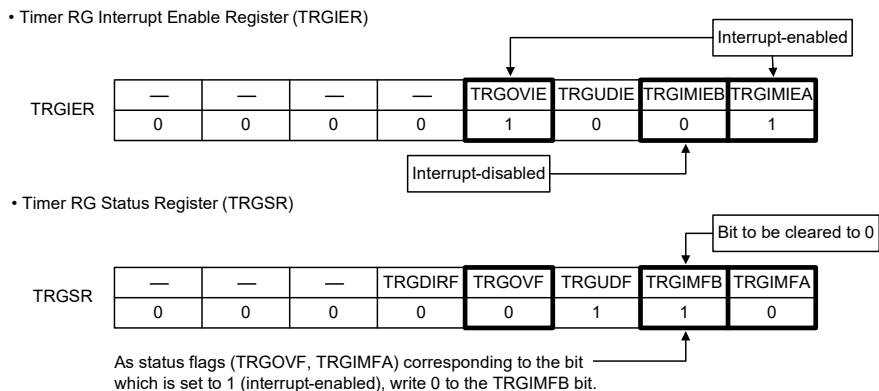 • Timer RG Interrupt Enable Register (TRGIER)
Interrupt-enabled
TRGIER
— — — — TRGOVIE TRGUDIE TRGIMIEB TRGIMIEA
0 0 0 0 1 0 0 1
Interrupt-disabled
• Timer RG Status Register (TRGSR)
Bit to be cleared to 0
TRGSR
— — — TRGDIRF TRGOVF TRGUDF TRGIMFB TRGIMFA
0 0 0 0 0 1 1 0
As status flags (TRGOVF, TRGIMFA) corresponding to the bit
which is set to 1 (interrupt-enabled), write 0 to the TRGIMFB bit.